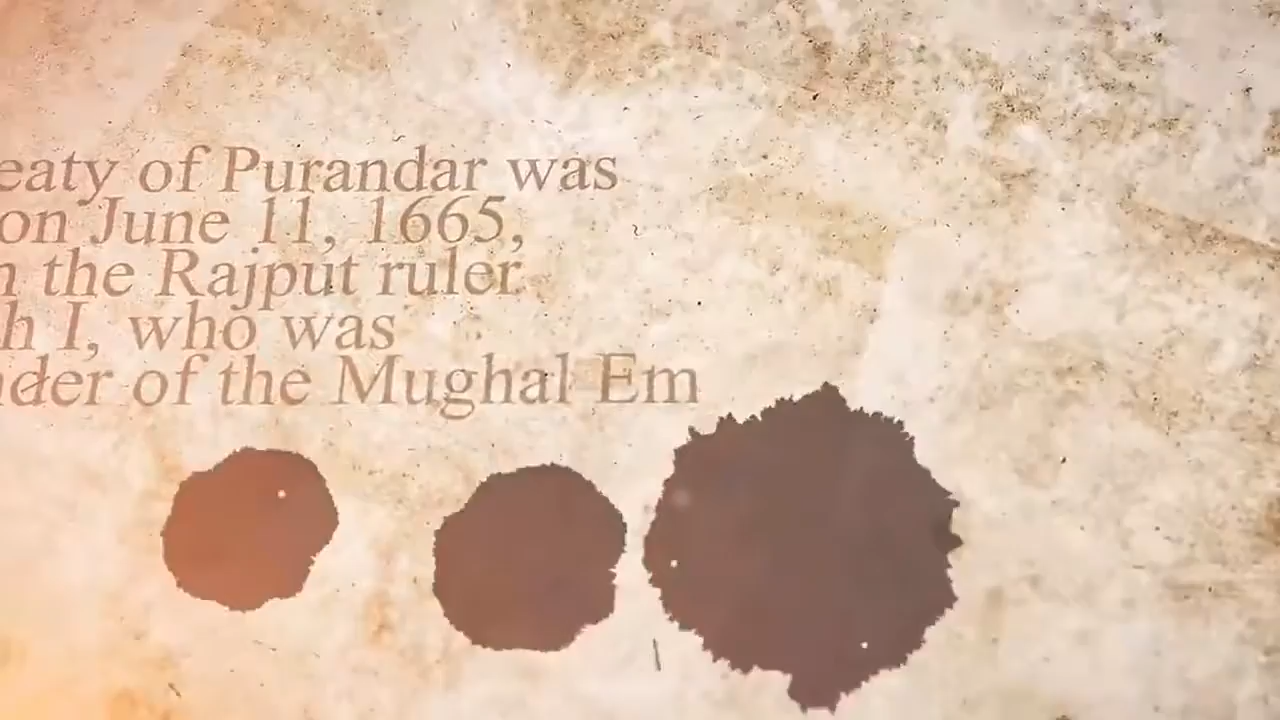 eaty of Purandar was
on June 11, 1665,
the Rajput ruler
h I, who was
nder of the Mughal Em